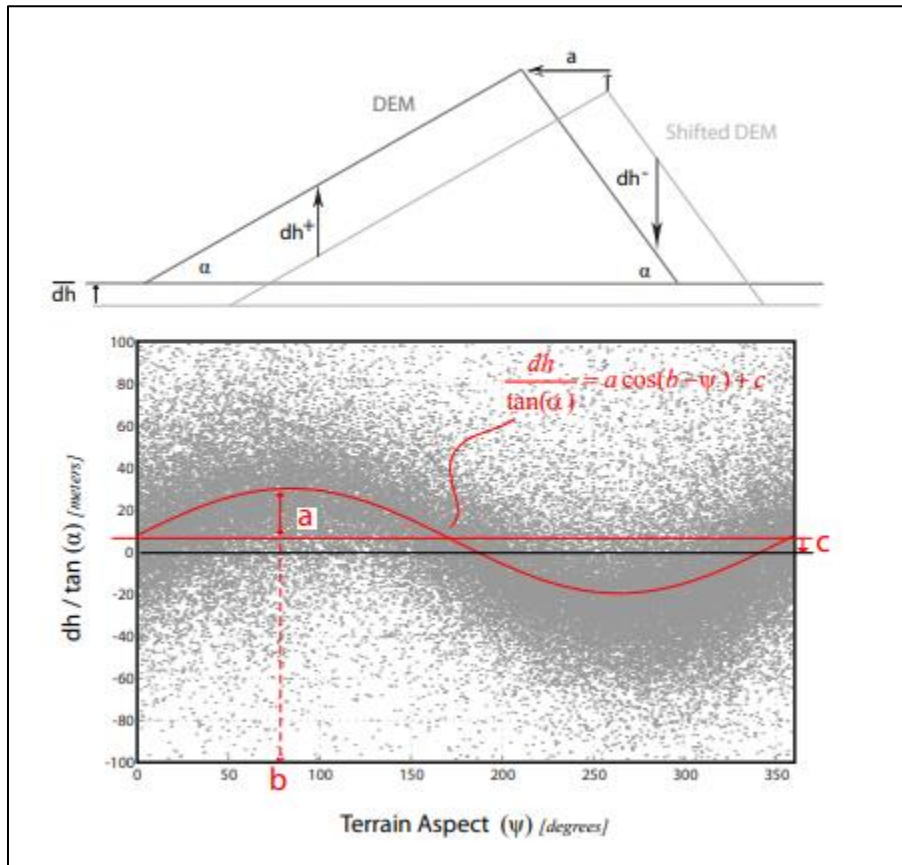 a
DEM
Shifted DEM
dh⁺
dh⁻
α
α
dh
100
80
60
40
20
0
-20
-40
-60
-80
-100
dh / tan (α) [meters]
dh
tan(α)
= a cos(b − ψ) + c
a
c
0
50
100
150
200
250
300
350
b
Terrain Aspect (ψ) [degrees]